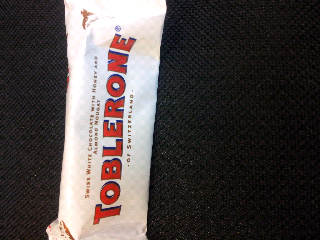 SWISS WHITE CHOCOLATE WITH HONEY AND
ALMOND NOUGAT
TOBLERONE®
·OF SWITZERLAND·